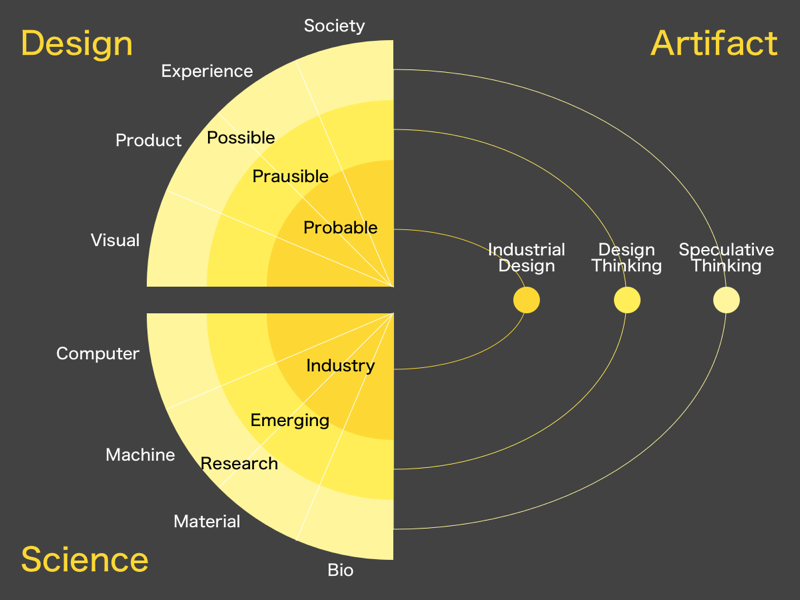 Design
Artifact
Society
Experience
Product
Visual
Possible
Prausible
Probable
Industrial
Design
Design
Thinking
Speculative
Thinking
Computer
Machine
Material
Bio
Industry
Emerging
Research
Science